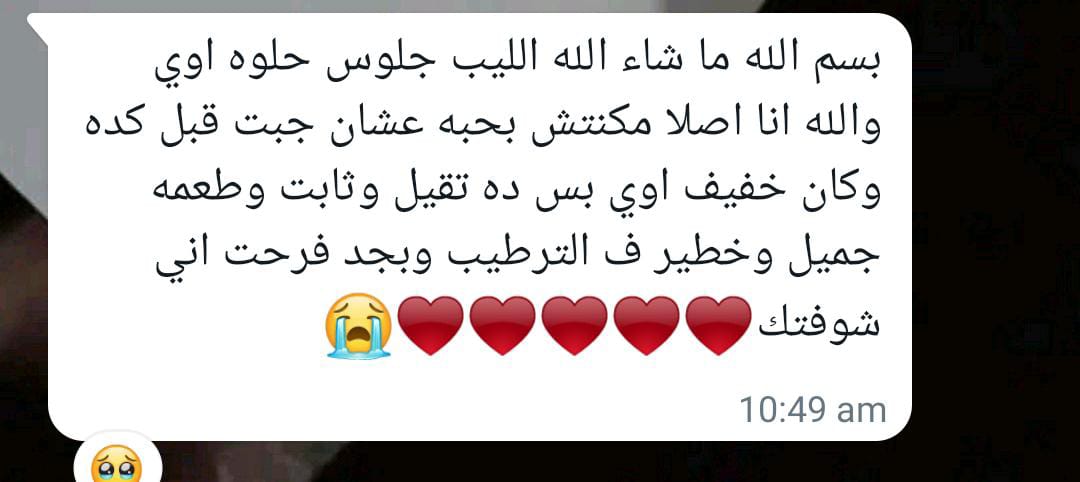 بسم الله ما شاء الله الليب جلوس حلوه اوي
والله انا اصلا مكنتش بحبه عشان جبت قبل كده
وكان خفيف اوي بس ده تقيل وثابت وطعمه
جميل وخطير ف الترطيب وبجد فرحت اني
شوفتك♥️♥️♥️♥️♥️😭
10:49 am
🥹